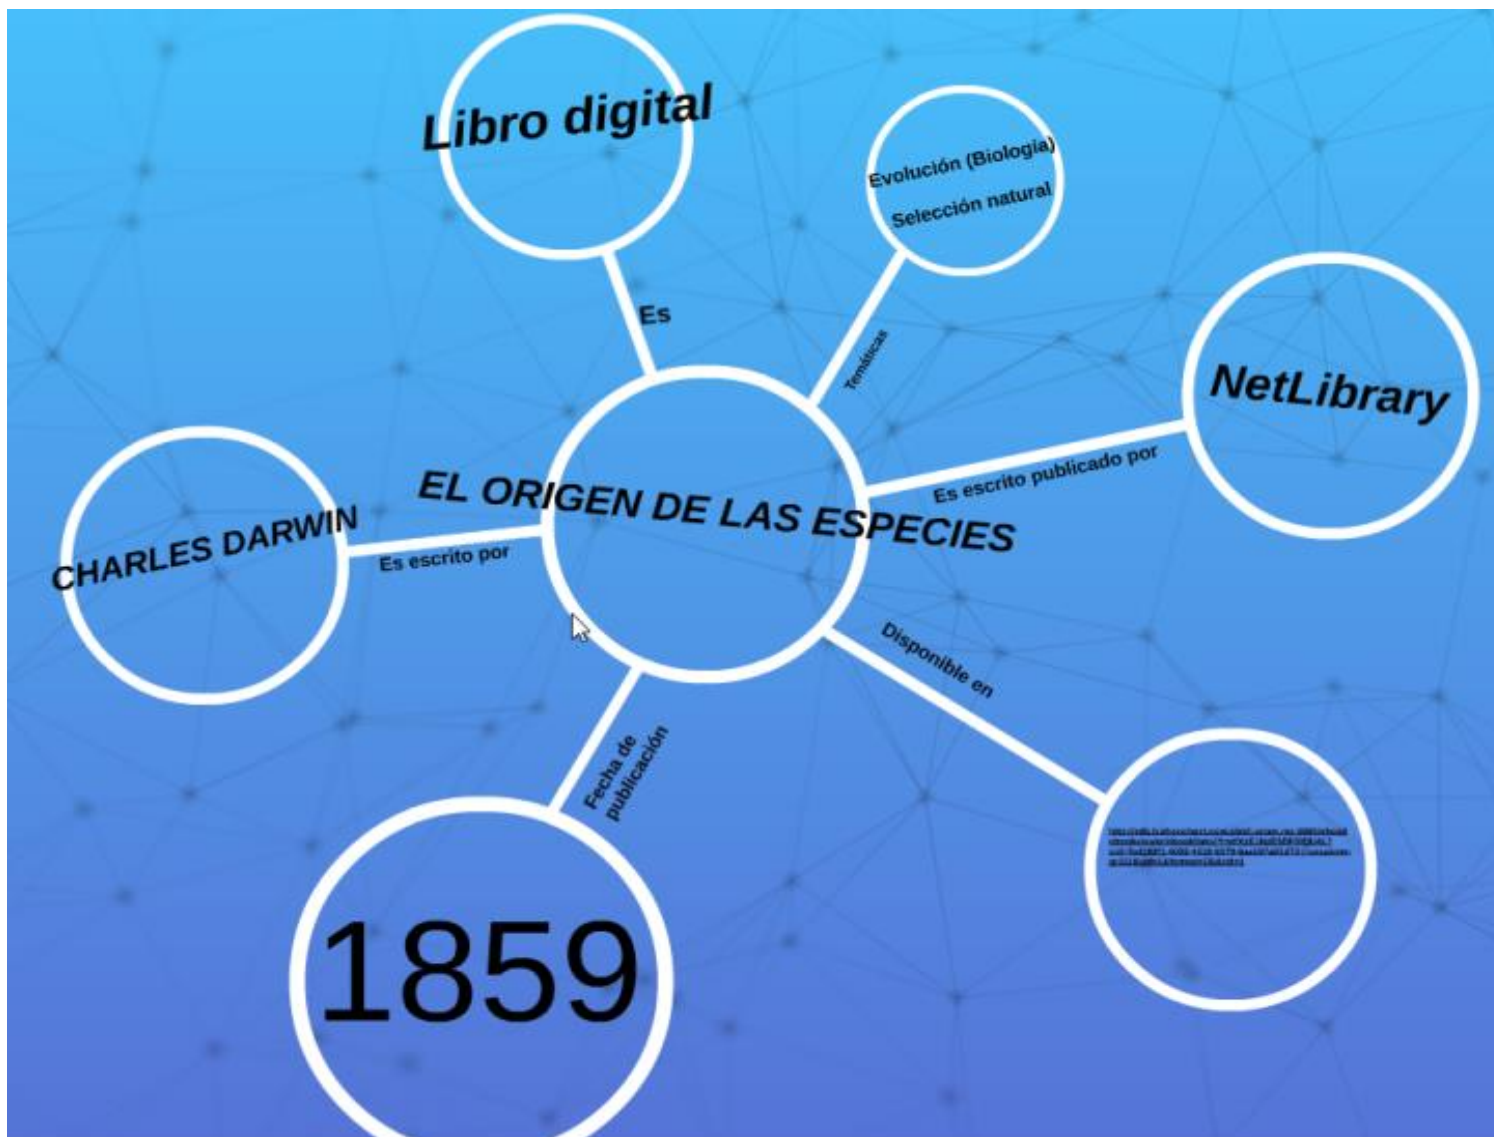 Libro digital
Evolución (Biología)
Selección natural
Es
Temáticas
NetLibrary
Es escrito publicado por
EL ORIGEN DE LAS ESPECIES
CHARLES DARWIN
Es escrito por
Disponible en
Fecha de
publicación
1859